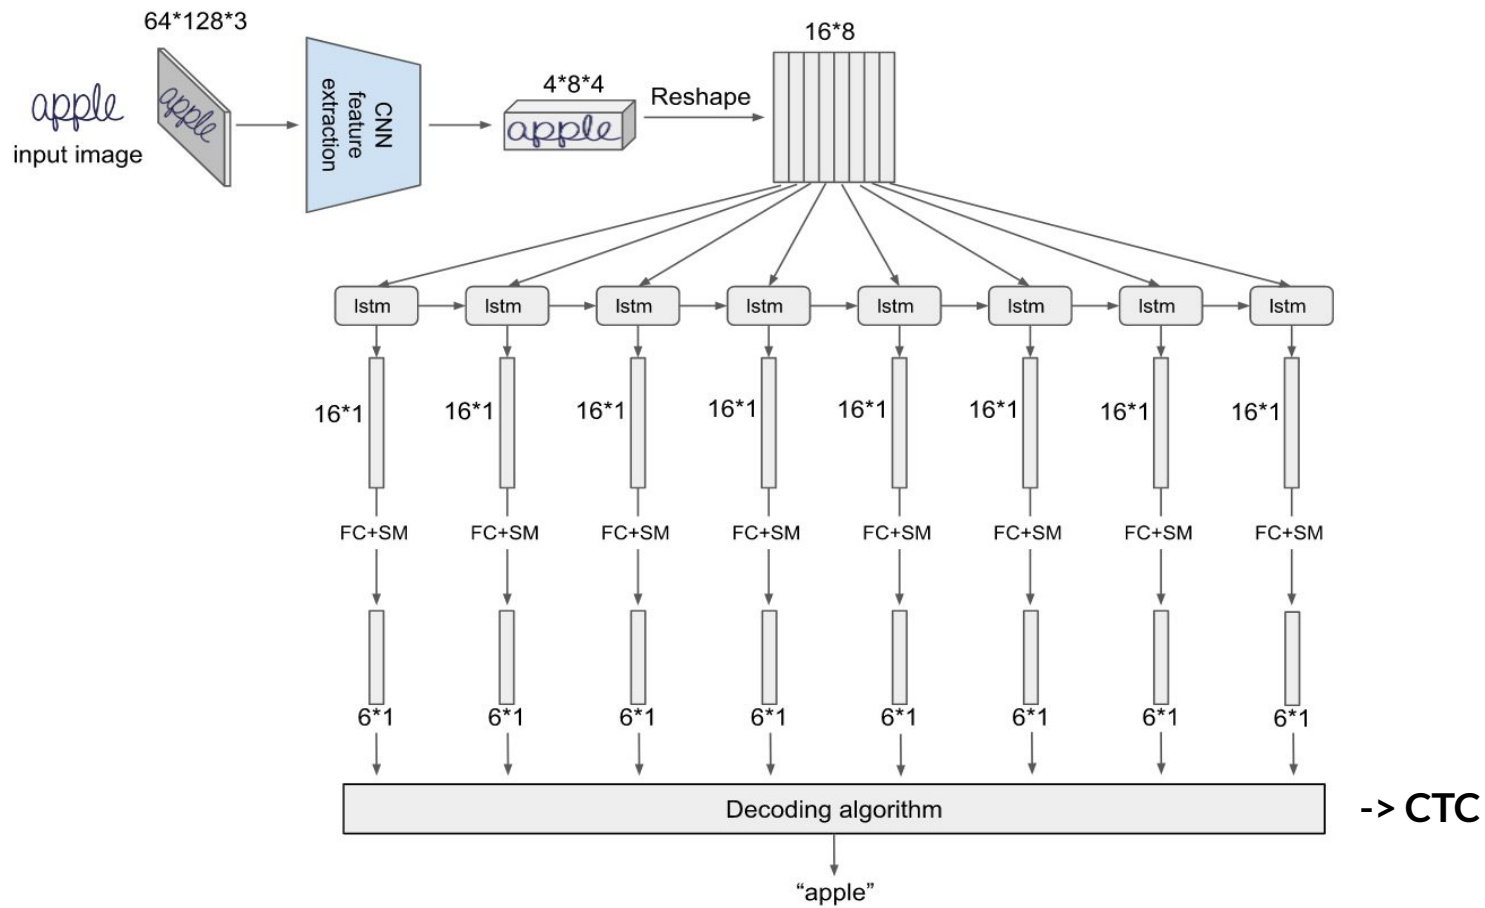 64*128*3
apple
input image
apple
CNN
feature
extraction
4*8*4
apple
Reshape
16*8
lstm lstm lstm lstm lstm lstm lstm lstm
16*1 16*1 16*1 16*1 16*1 16*1 16*1 16*1
FC+SM FC+SM FC+SM FC+SM FC+SM FC+SM FC+SM FC+SM
6*1 6*1 6*1 6*1 6*1 6*1 6*1 6*1
Decoding algorithm
-> CTC
“apple”